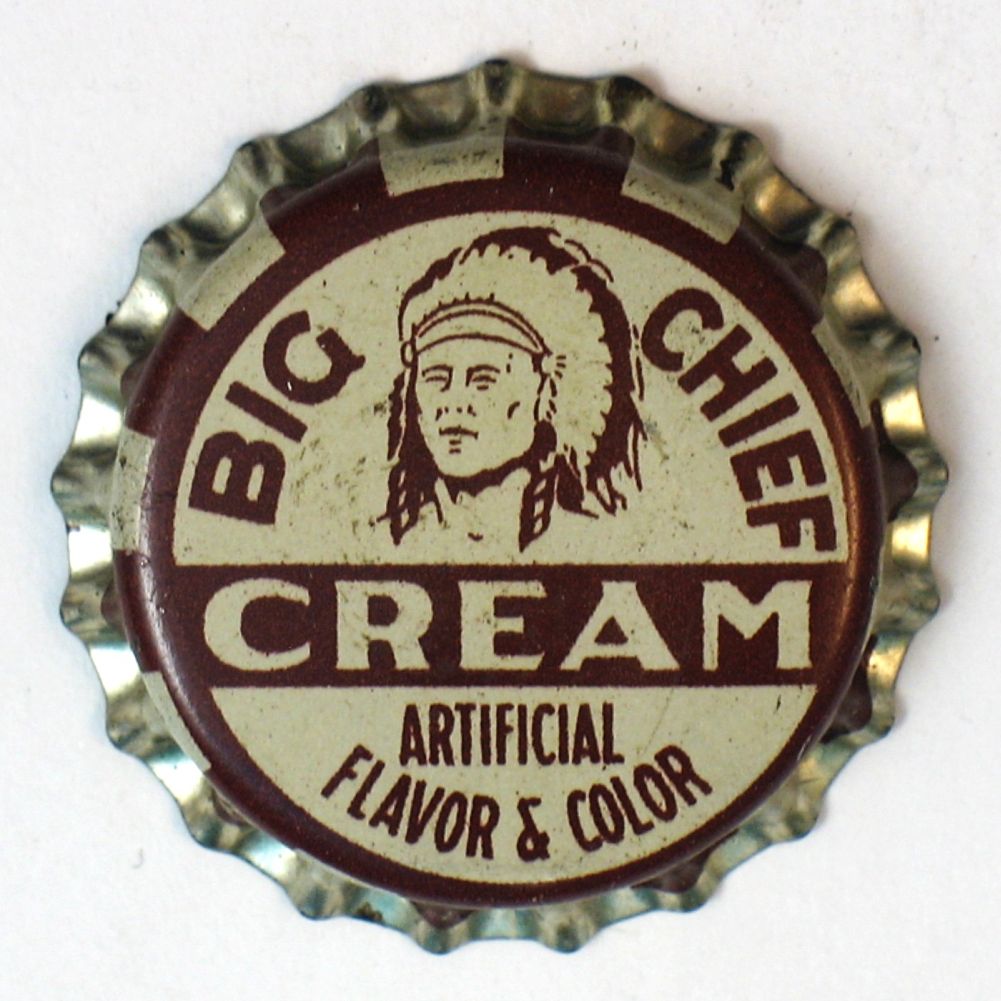 BIG CHIEF
CREAM
ARTIFICIAL
FLAVOR & COLOR